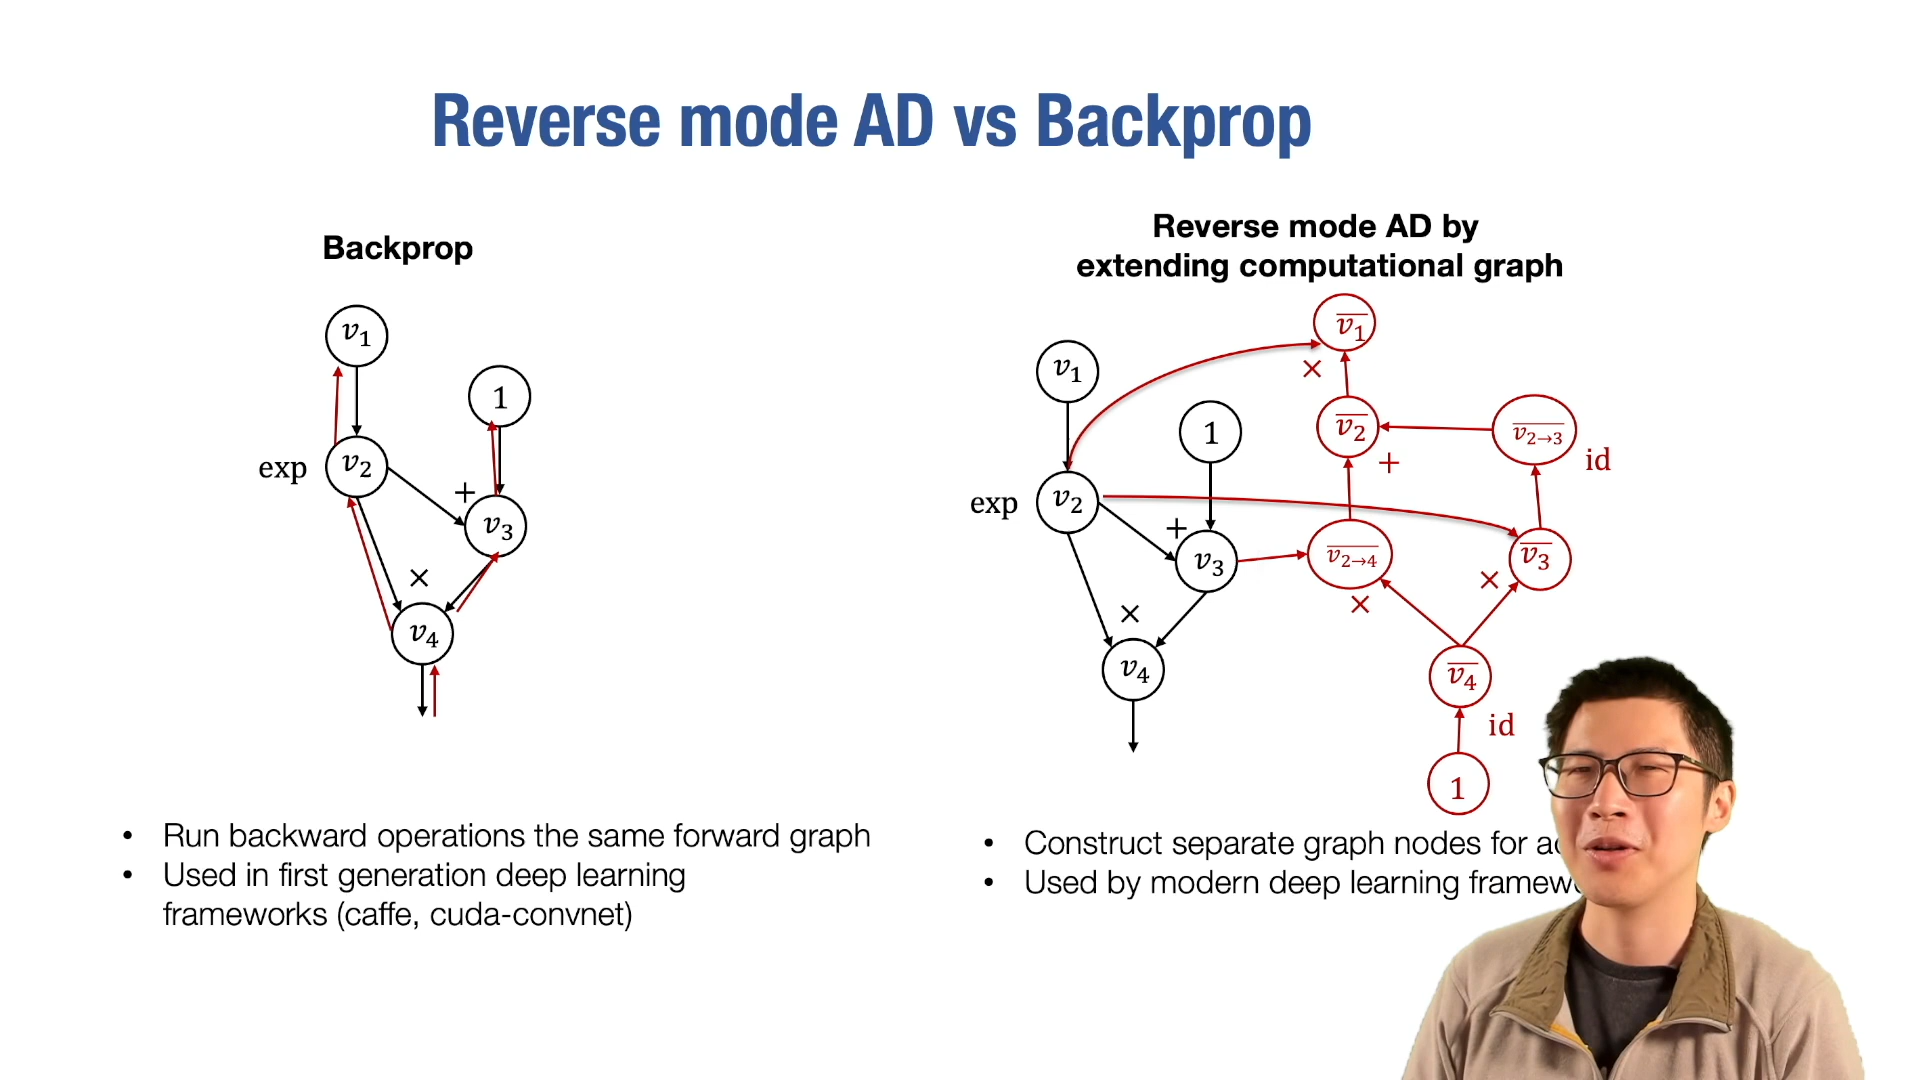 Reverse mode AD vs Backprop
Backprop
v₁
1
exp
v₂
+
v₃
×
v₄
• Run backward operations the same forward graph
• Used in first generation deep learning
frameworks (caffe, cuda-convnet)
Reverse mode AD by
extending computational graph
v₁
1
exp
v₂
+
v₃
×
v₄
v̅₁
×
v̅₂
+
v̅₂→₃
id
v̅₂→₄
×
v̅₃
×
v̅₄
id
1
• Construct separate graph nodes for
• Used by modern deep learning